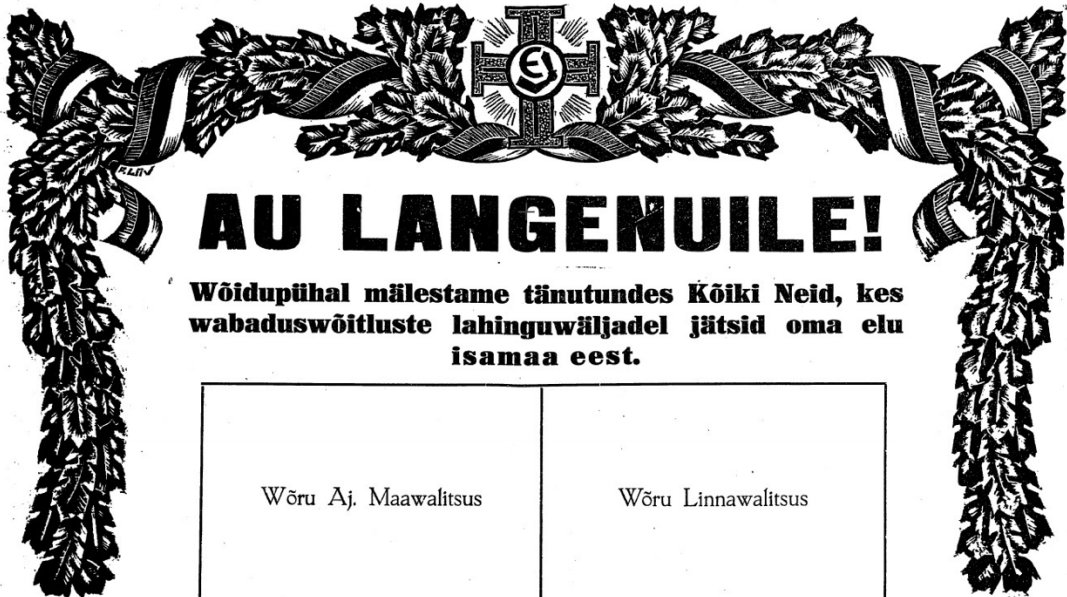 EV
AU LANGENUILE!
Wõidupühal mälestame tänutundes Kõiki Neid, kes
wabaduswõitluste lahinguwäljadel jätsid oma elu
isamaa eest.
Wõru Aj. Maawalitsus
Wõru Linnawalitsus